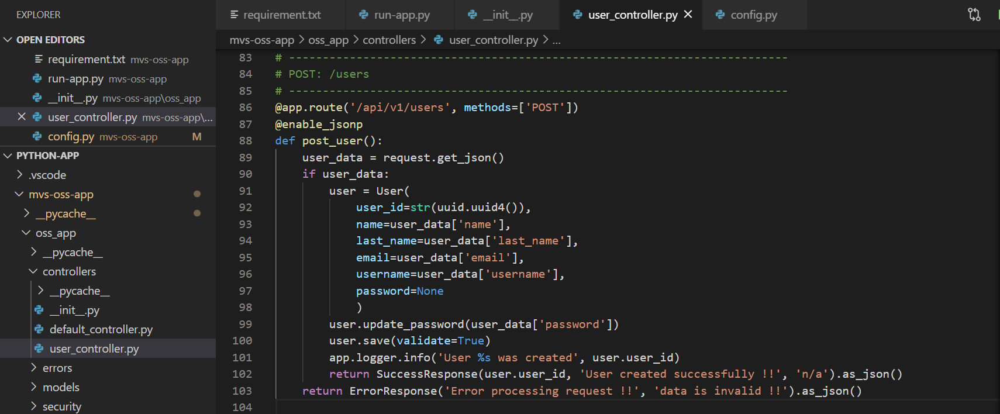 EXPLORER
OPEN EDITORS
requirement.txt mvs-oss-app
run-app.py mvs-oss-app
__init__.py mvs-oss-app\oss_app
user_controller.py mvs-oss-app\...
config.py mvs-oss-app M
PYTHON-APP
.vscode
mvs-oss-app
__pycache__
oss_app
__pycache__
controllers
__pycache__
__init__.py
default_controller.py
user_controller.py
errors
models
security
requirement.txt run-app.py __init__.py user_controller.py config.py
mvs-oss-app > oss_app > controllers > user_controller.py > ...
83 # --------------------------------------------------------------------------
84 # POST: /users
85 # --------------------------------------------------------------------------
86 @app.route('/api/v1/users', methods=['POST'])
87 @enable_jsonp
88 def post_user():
89     user_data = request.get_json()
90     if user_data:
91         user = User(
92             user_id=str(uuid.uuid4()),
93             name=user_data['name'],
94             last_name=user_data['last_name'],
95             email=user_data['email'],
96             username=user_data['username'],
97             password=None
98             )
99         user.update_password(user_data['password'])
100         user.save(validate=True)
101         app.logger.info('User %s was created', user.user_id)
102         return SuccessResponse(user.user_id, 'User created successfully !!', 'n/a').as_json()
103     return ErrorResponse('Error processing request !!', 'data is invalid !!').as_json()
104